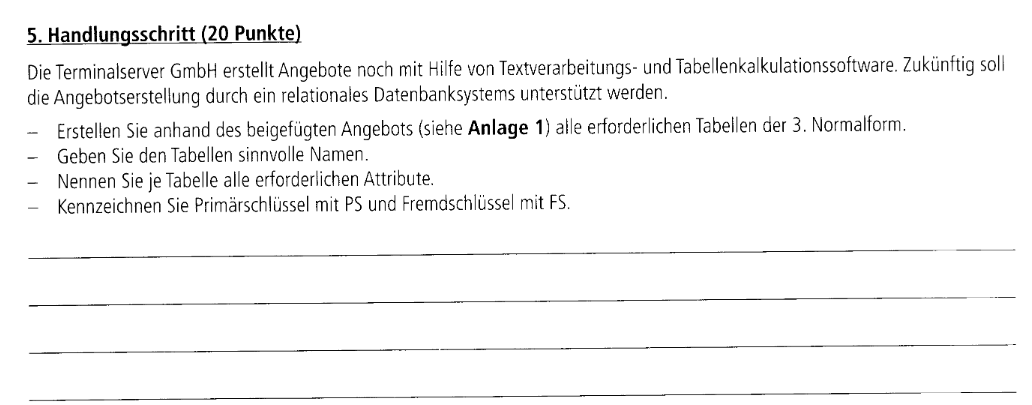 5. Handlungsschritt (20 Punkte)
Die Terminalserver GmbH erstellt Angebote noch mit Hilfe von Textverarbeitungs- und Tabellenkalkulationssoftware. Zukünftig soll
die Angebotserstellung durch ein relationales Datenbanksystems unterstützt werden.
– Erstellen Sie anhand des beigefügten Angebots (siehe Anlage 1) alle erforderlichen Tabellen der 3. Normalform.
– Geben Sie den Tabellen sinnvolle Namen.
– Nennen Sie je Tabelle alle erforderlichen Attribute.
– Kennzeichnen Sie Primärschlüssel mit PS und Fremdschlüssel mit FS.